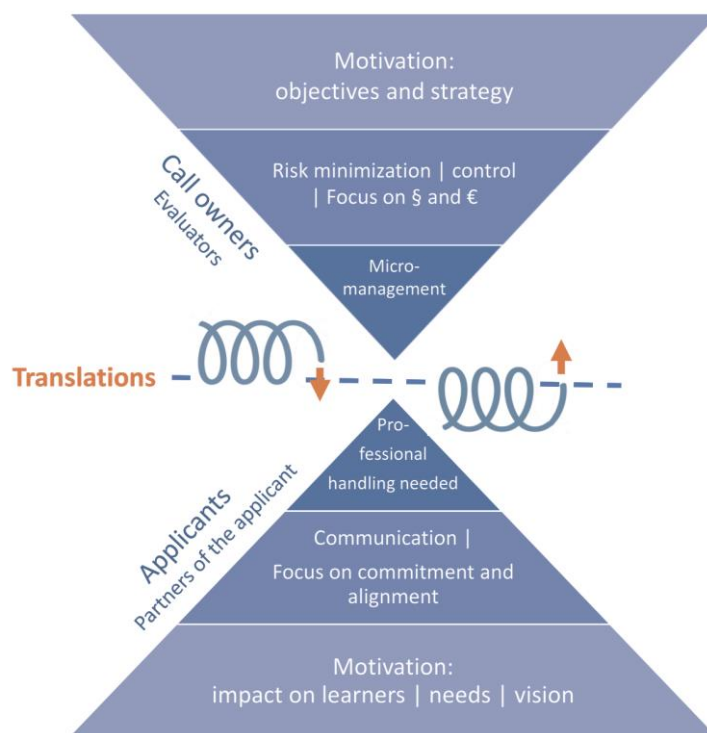 Motivation:
objectives and strategy
Risk minimization | control
| Focus on § and €
Micro-
management
Call owners
Evaluators
Translations
Pro-
fessional
handling needed
Communication |
Focus on commitment and
alignment
Applicants
Partners of the applicant
Motivation:
impact on learners | needs | vision